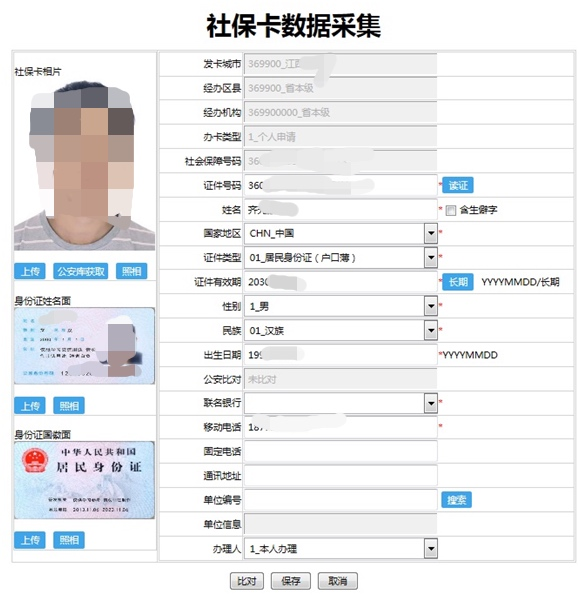 社保卡数据采集
社保卡相片
上传 公安库获取 照相
身份证姓名面
上传 照相
身份证国徽面
中华人民共和国
居民身份证
上传 照相
发卡城市 369900_江
经办区县 369900_省本级
经办机构 369900000_省本级
办卡类型 1_个人申请
社会保障号码 36
证件号码 360 * 读证
姓名 齐 * 含生僻字
国家地区 CHN_中国 *
证件类型 01_居民身份证（户口薄） *
证件有效期 2030 * 长期 YYYYMMDD/长期
性别 1_男 *
民族 01_汉族 *
出生日期 199 *YYYYMMDD
公安比对 未比对
联名银行 *
移动电话 187 *
固定电话
通讯地址
单位编号 搜索
单位信息
办理人 1_本人办理
比对 保存 取消